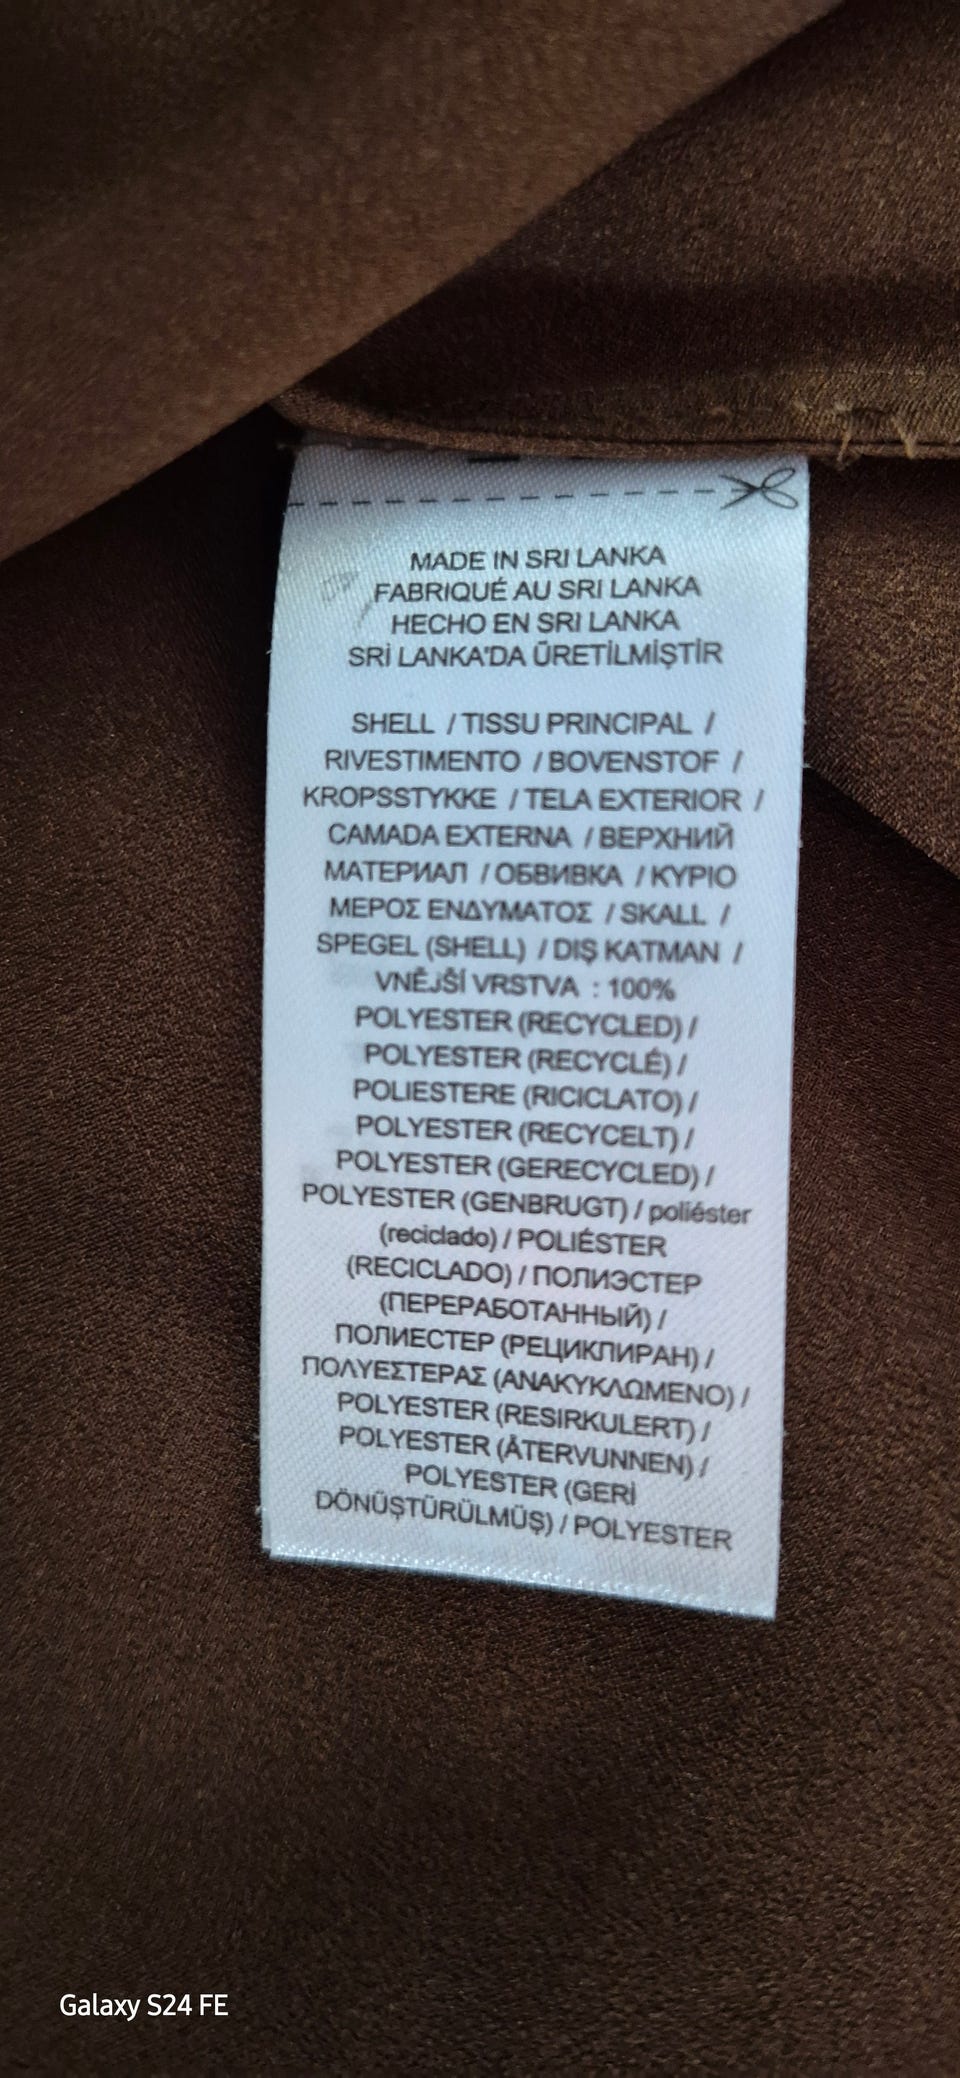 MADE IN SRI LANKA
FABRIQUÉ AU SRI LANKA
HECHO EN SRI LANKA
SRİ LANKA'DA ÜRETİLMİŞTİR
SHELL / TISSU PRINCIPAL /
RIVESTIMENTO / BOVENSTOF /
KROPSSTYKKE / TELA EXTERIOR /
CAMADA EXTERNA / ВЕРХНИЙ
МАТЕРИАЛ / ОБВИВКА / ΚΥΡΙΟ
ΜΕΡΟΣ ΕΝΔΥΜΑΤΟΣ / SKALL /
SPEGEL (SHELL) / DIŞ KATMAN /
VNĚJŠÍ VRSTVA : 100%
POLYESTER (RECYCLED) /
POLYESTER (RECYCLÉ) /
POLIESTERE (RICICLATO) /
POLYESTER (RECYCELT) /
POLYESTER (GERECYCLED) /
POLYESTER (GENBRUGT) / poliéster
(reciclado) / POLIÉSTER
(RECICLADO) / ПОЛИЭСТЕР
(ПЕРЕРАБОТАННЫЙ) /
ПОЛИЕСТЕР (РЕЦИКЛИРАН) /
ΠΟΛΥΕΣΤΕΡΑΣ (ΑΝΑΚΥΚΛΩΜΕΝΟ) /
POLYESTER (RESIRKULERT) /
POLYESTER (ÅTERVUNNEN) /
POLYESTER (GERİ
DÖNÜŞTÜRÜLMÜŞ) / POLYESTER
Galaxy S24 FE